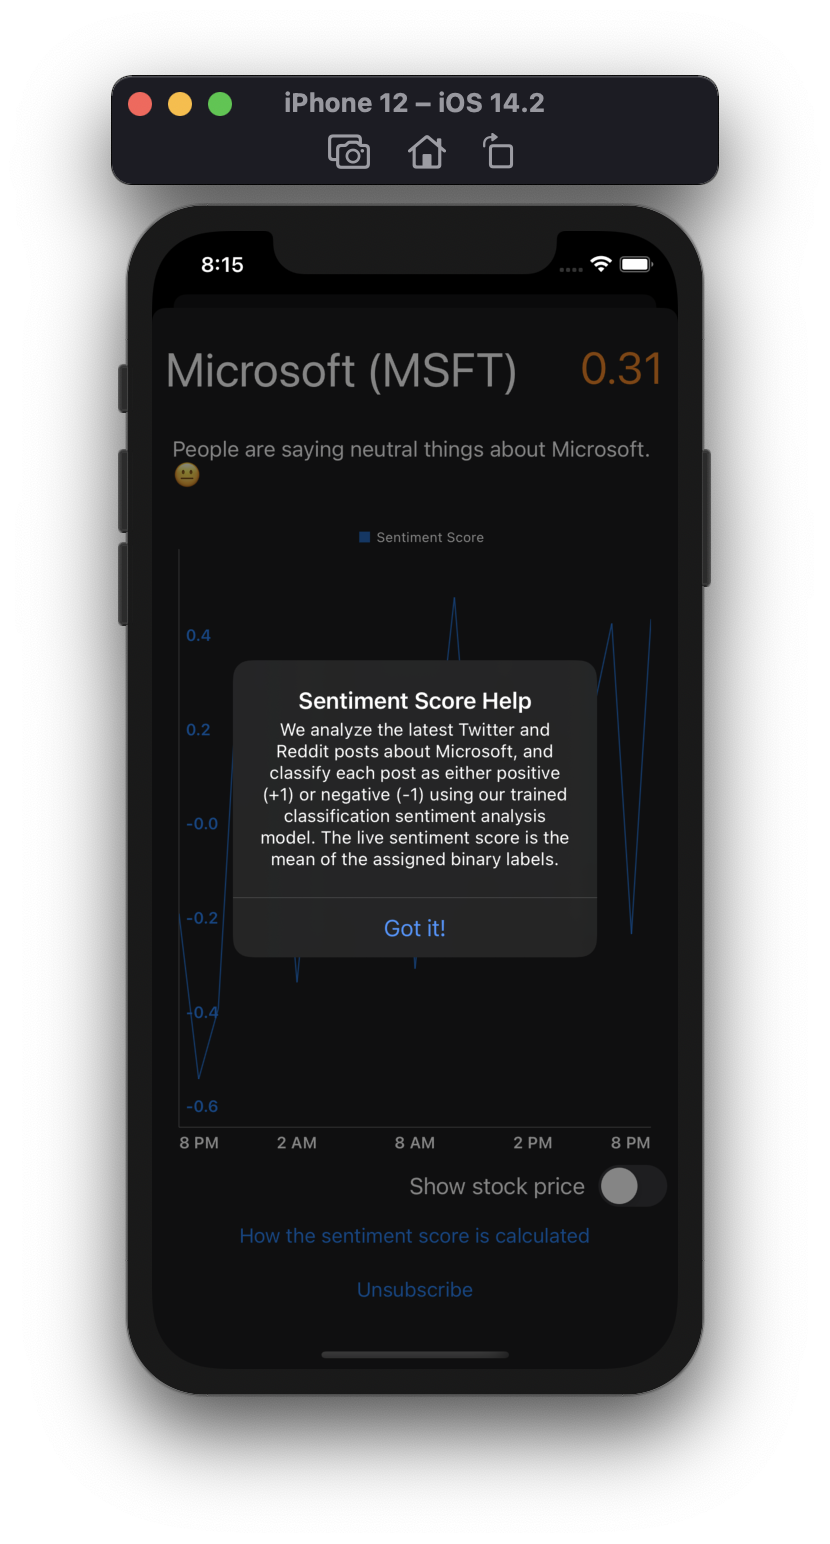 iPhone 12 – iOS 14.2
8:15
Microsoft (MSFT)
0.31
People are saying neutral things about Microsoft.
😐
Sentiment Score
0.4
0.2
-0.0
-0.2
-0.4
-0.6
Sentiment Score Help
We analyze the latest Twitter and
Reddit posts about Microsoft, and
classify each post as either positive
(+1) or negative (-1) using our trained
classification sentiment analysis
model. The live sentiment score is the
mean of the assigned binary labels.
Got it!
8 PM 2 AM 8 AM 2 PM 8 PM
Show stock price
How the sentiment score is calculated
Unsubscribe